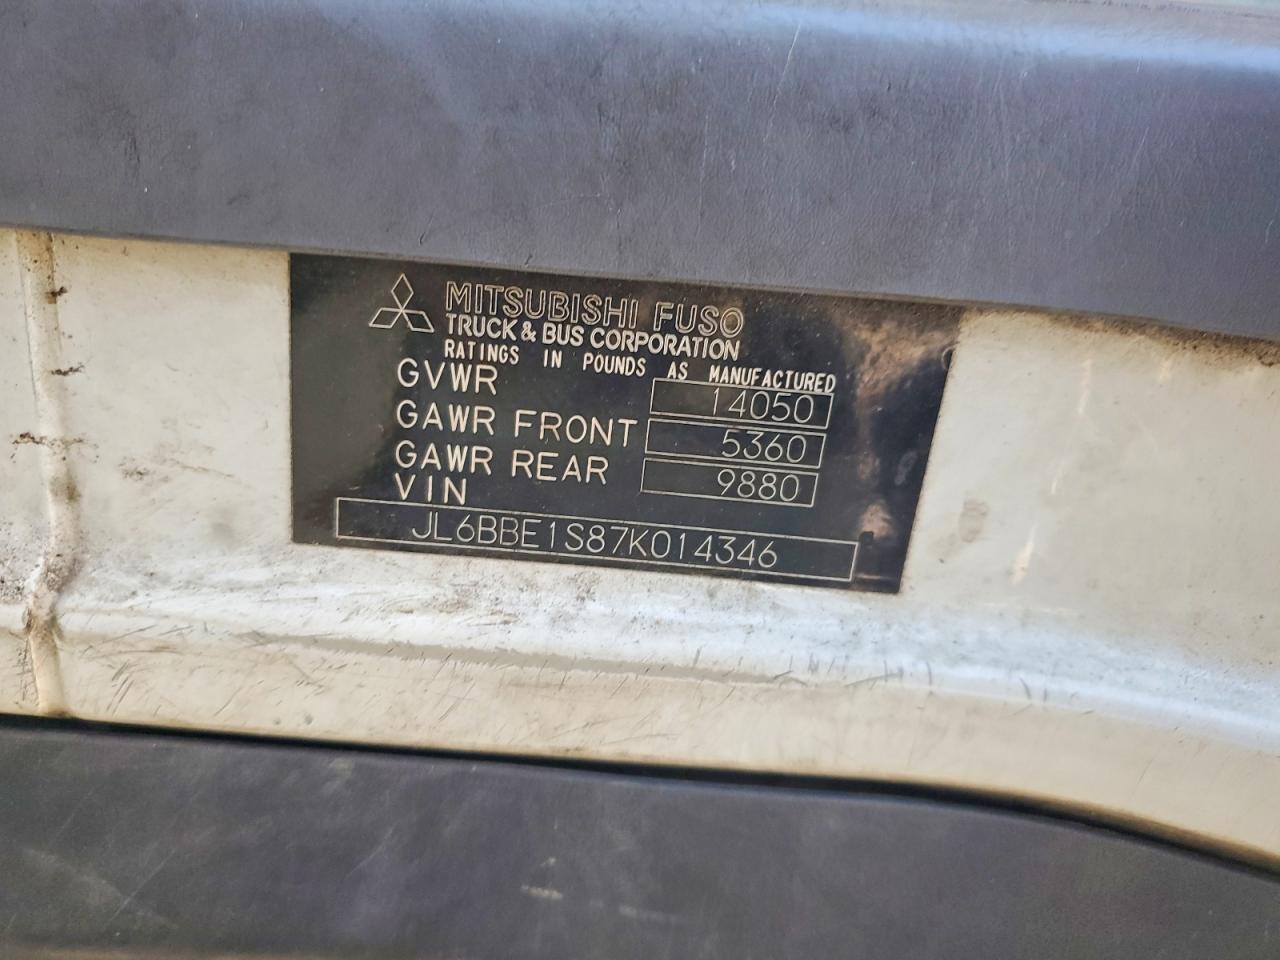 MITSUBISHI FUSO
TRUCK & BUS CORPORATION
RATINGS IN POUNDS AS MANUFACTURED
GVWR 14050
GAWR FRONT 5360
GAWR REAR 9880
VIN
JL6BBE1S87K014346